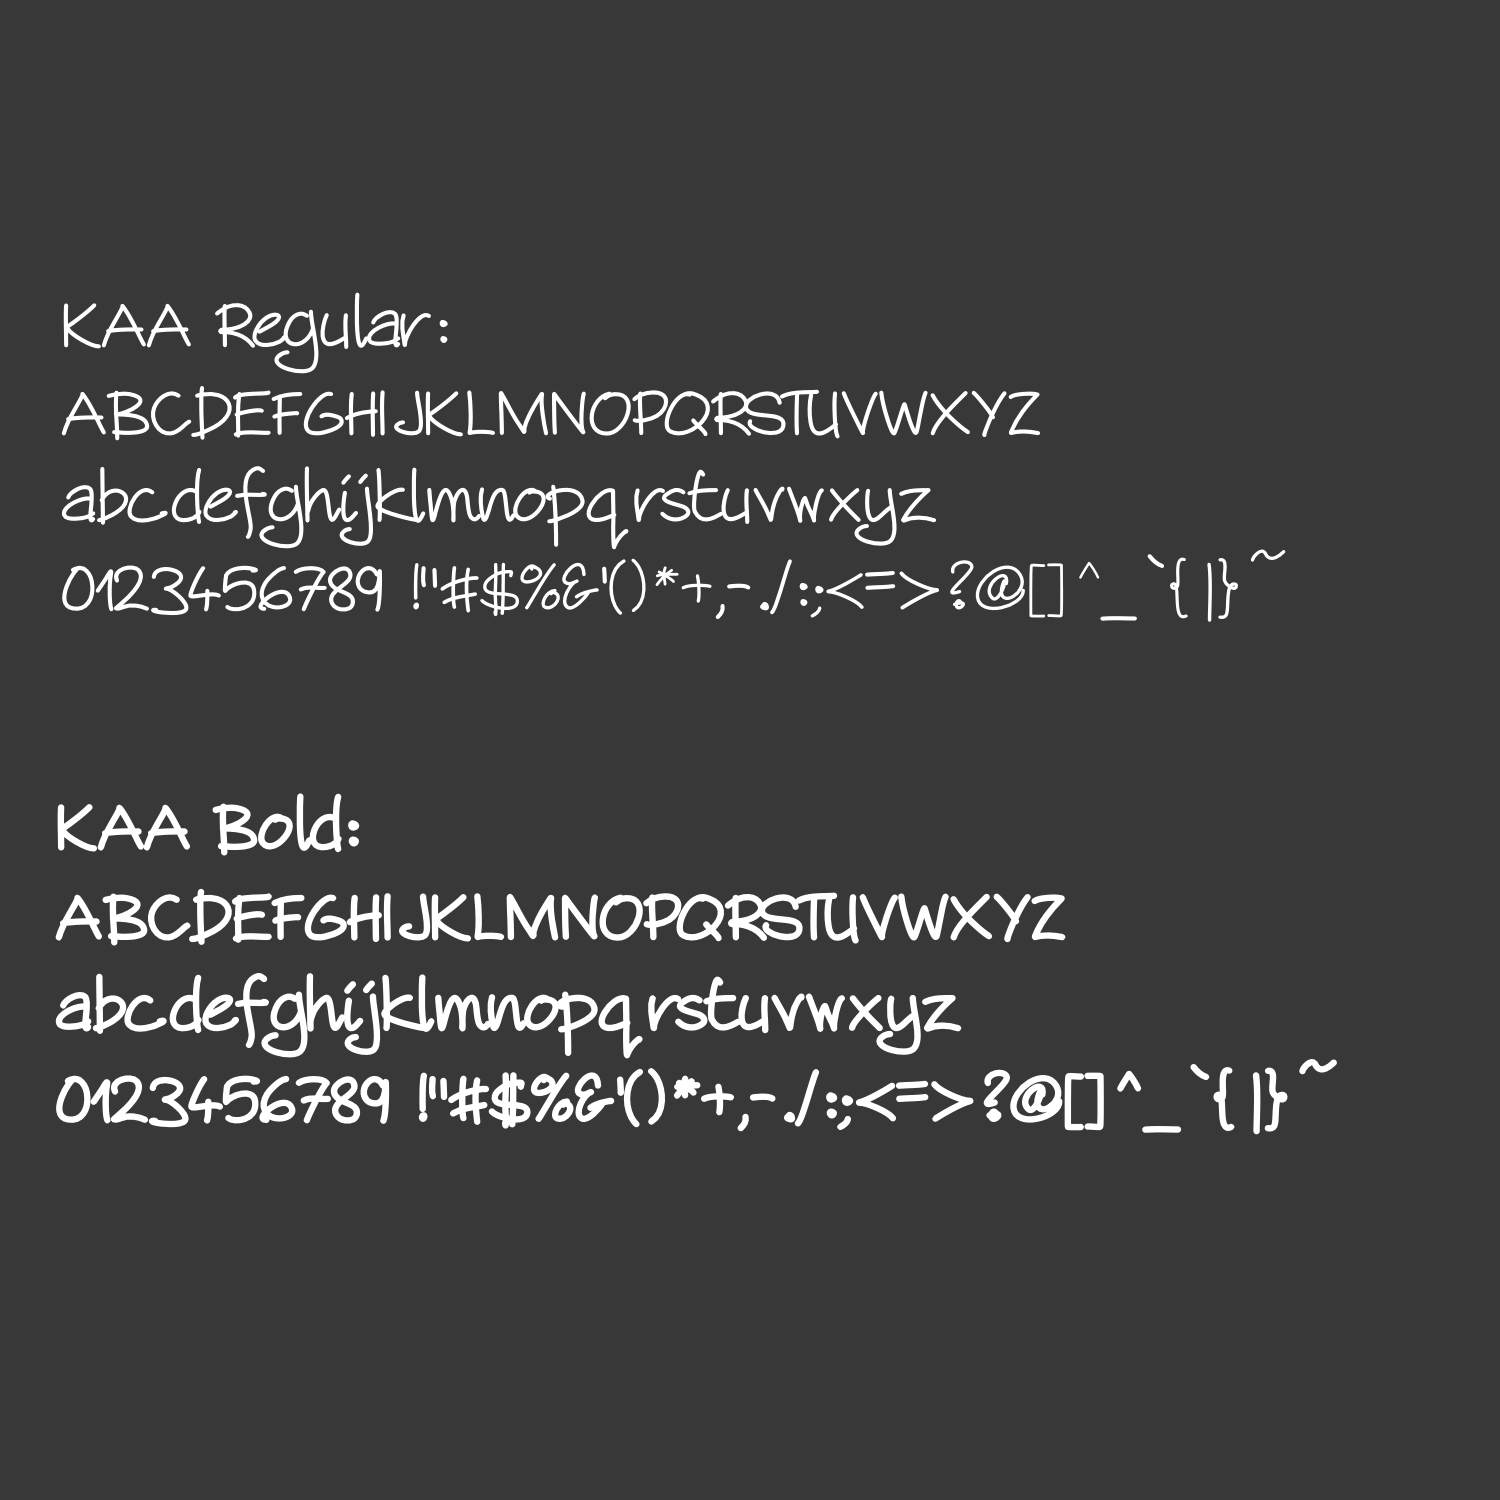 KAA Regular:
ABCDEFGHIJKLMNOPQRSTUVWXYZ
abcdefghijklmnopqrstuvwxyz
0123456789 !"#$%&'()*+,-./:;<=>?@[]^_`{|}~
KAA Bold:
ABCDEFGHIJKLMNOPQRSTUVWXYZ
abcdefghijklmnopqrstuvwxyz
0123456789 !"#$%&'()*+,-./:;<=>?@[]^_`{|}~